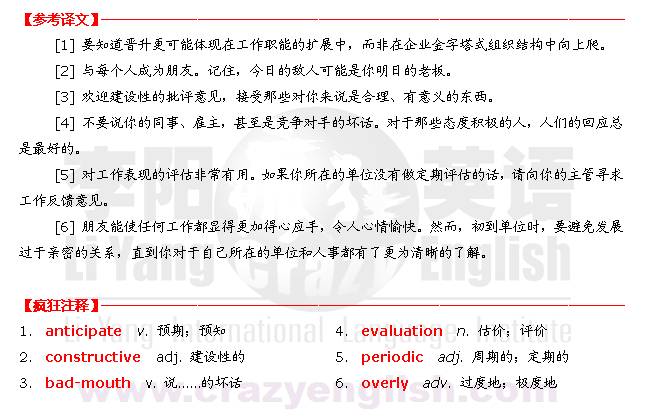 【参考译文】
[1] 要知道晋升更可能体现在工作职能的扩展中，而非在企业金字塔式组织结构中向上爬。
[2] 与每个人成为朋友。记住，今日的敌人可能是你明日的老板。
[3] 欢迎建设性的批评意见，接受那些对你来说是合理、有意义的东西。
[4] 不要说你的同事、雇主，甚至是竞争对手的坏话。对于那些态度积极的人，人们的回应总
是最好的。
[5] 对工作表现的评估非常有用。如果你所在的单位没有做定期评估的话，请向你的主管寻求
工作反馈意见。
[6] 朋友能使任何工作都显得更加得心应手，令人心情愉快。然而，初到单位时，要避免发展
过于亲密的关系，直到你对于自己所在的单位和人事都有了更为清晰的了解。
李阳 英语
Li Yang Crazy English
【疯狂注释】
1. anticipate v. 预期；预知 4. evaluation n. 估价；评价
Li Yang International Language Institute
2. constructive adj. 建设性的 5. periodic adj. 周期的；定期的
3. bad-mouth v. 说……的坏话 6. overly adv. 过度地；极度地
www.crazyenglish.com